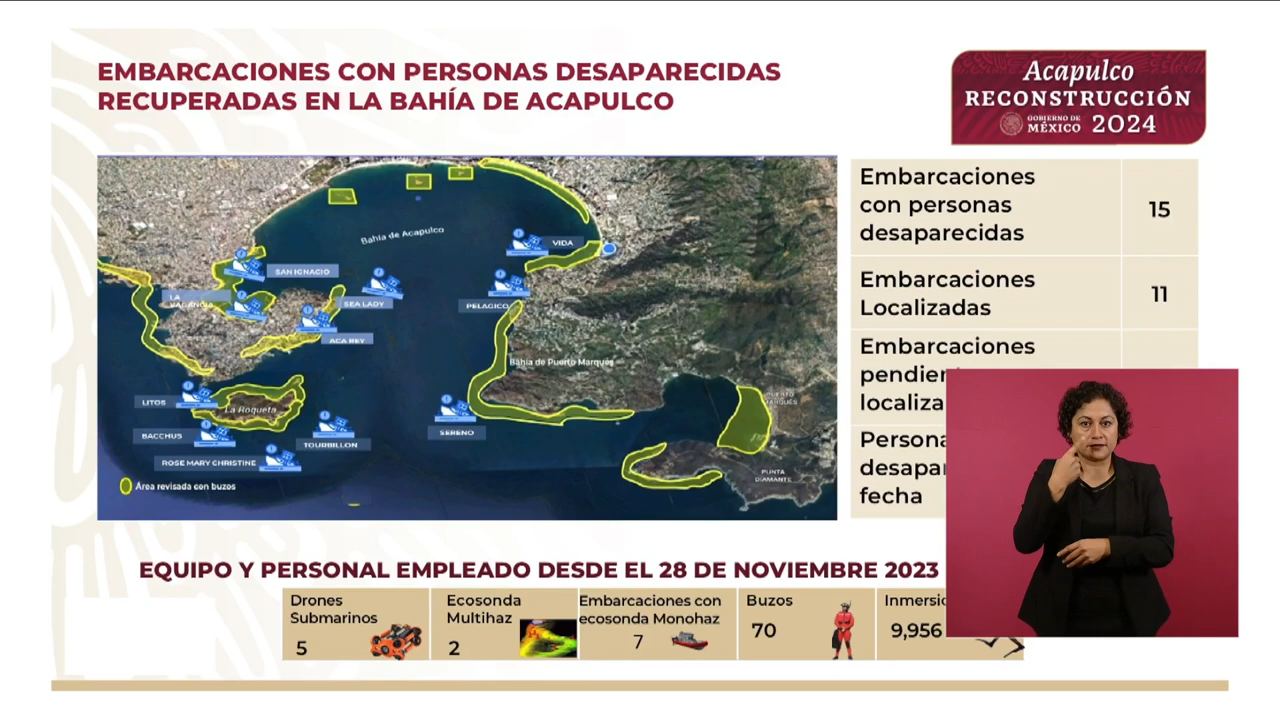 EMBARCACIONES CON PERSONAS DESAPARECIDAS
RECUPERADAS EN LA BAHÍA DE ACAPULCO
Acapulco
RECONSTRUCCIÓN
GOBIERNO DE
MÉXICO 2024
Bahía de Acapulco
VIDA
SAN IGNACIO
LA
SEA LADY
PELAGICO
ACA REY
Bahía de Puerto Marqués
LITOS
La Roqueta
BACCHUS
TOURBILLON
SERENO
ROSE MARY CHRISTINE
PUERTO
MARQUÉS
PUNTA
DIAMANTE
Área revisada con buzos
Embarcaciones
con personas
desaparecidas
15
Embarcaciones
Localizadas
11
Embarcaciones
pendien
localiza
Persona
desapar
fecha
EQUIPO Y PERSONAL EMPLEADO DESDE EL 28 DE NOVIEMBRE 2023
Drones
Submarinos
5
Ecosonda
Multihaz
2
Embarcaciones con
ecosonda Monohaz
7
Buzos
70
Inmersio
9,956